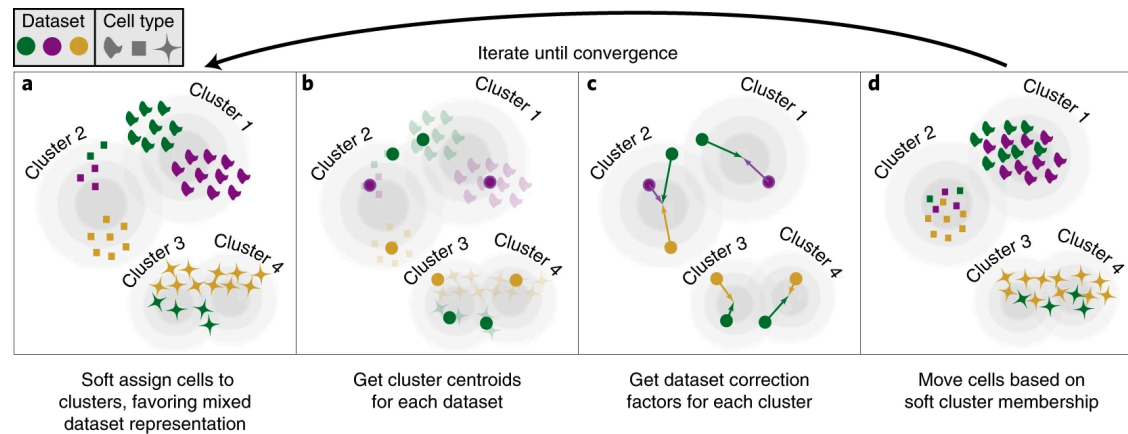 Dataset
Cell type
Iterate until convergence
a
Cluster 1
Cluster 2
Cluster 3
Cluster 4
b
Cluster 1
Cluster 2
Cluster 3
Cluster 4
c
Cluster 1
Cluster 2
Cluster 3
Cluster 4
d
Cluster 1
Cluster 2
Cluster 3
Cluster 4
Soft assign cells to
clusters, favoring mixed
dataset representation
Get cluster centroids
for each dataset
Get dataset correction
factors for each cluster
Move cells based on
soft cluster membership